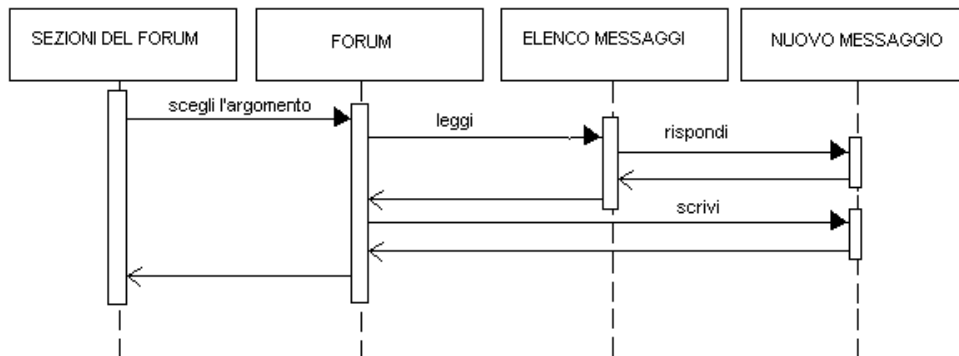 SEZIONI DEL FORUM
FORUM
ELENCO MESSAGGI
NUOVO MESSAGGIO
scegli l'argomento
leggi
rispondi
scrivi